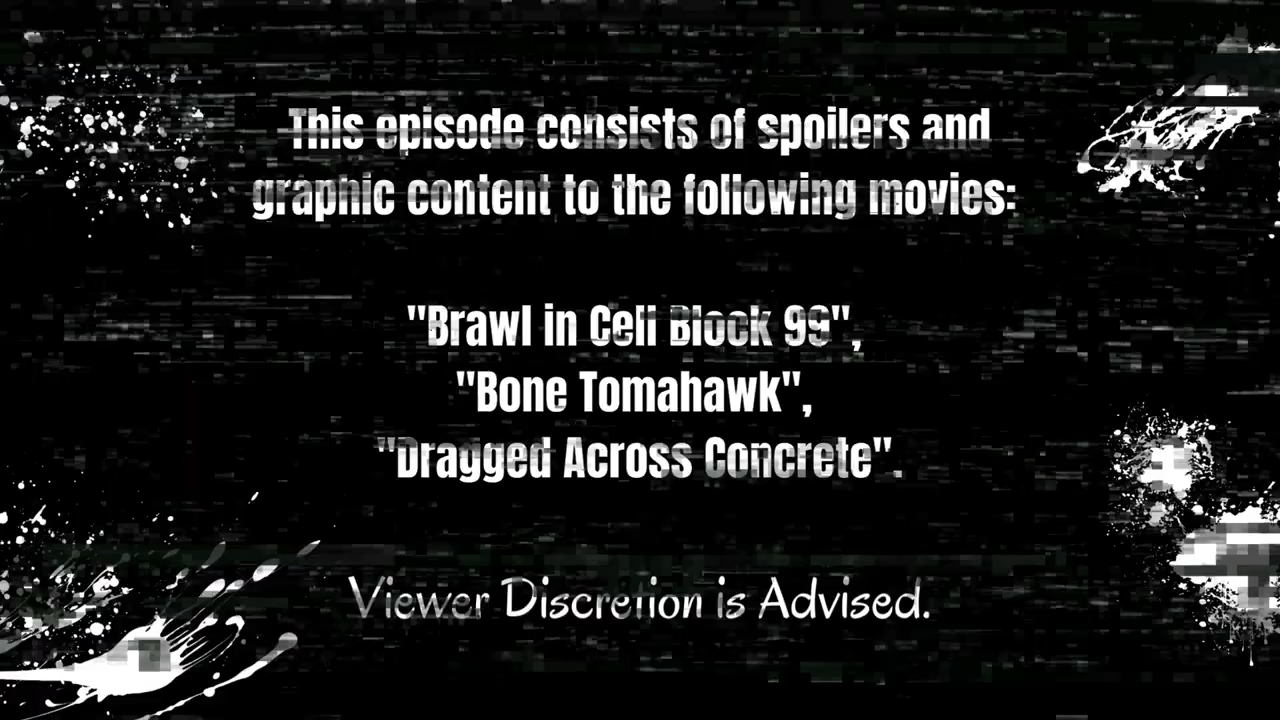 This episode consists of spoilers and
graphic content to the following movies:
"Brawl in Cell Block 99",
"Bone Tomahawk",
"Dragged Across Concrete".
Viewer Discretion is Advised.